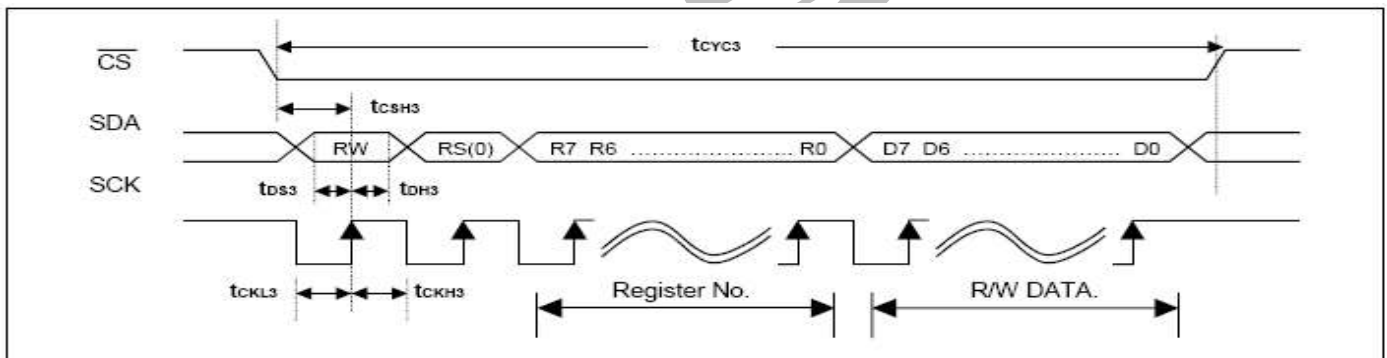 CS
tCYC3
tCSH3
SDA
RW RS(0) R7 R6 ........................ R0 D7 D6 .............................. D0
SCK
tDS3 tDH3
tCKL3 tCKH3
Register No. R/W DATA.